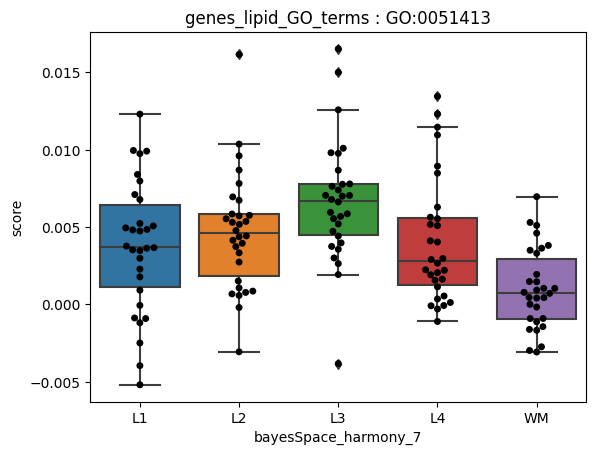 genes_lipid_GO_terms : GO:0051413
score
0.015
0.010
0.005
0.000
−0.005
L1 L2 L3 L4 WM
bayesSpace_harmony_7